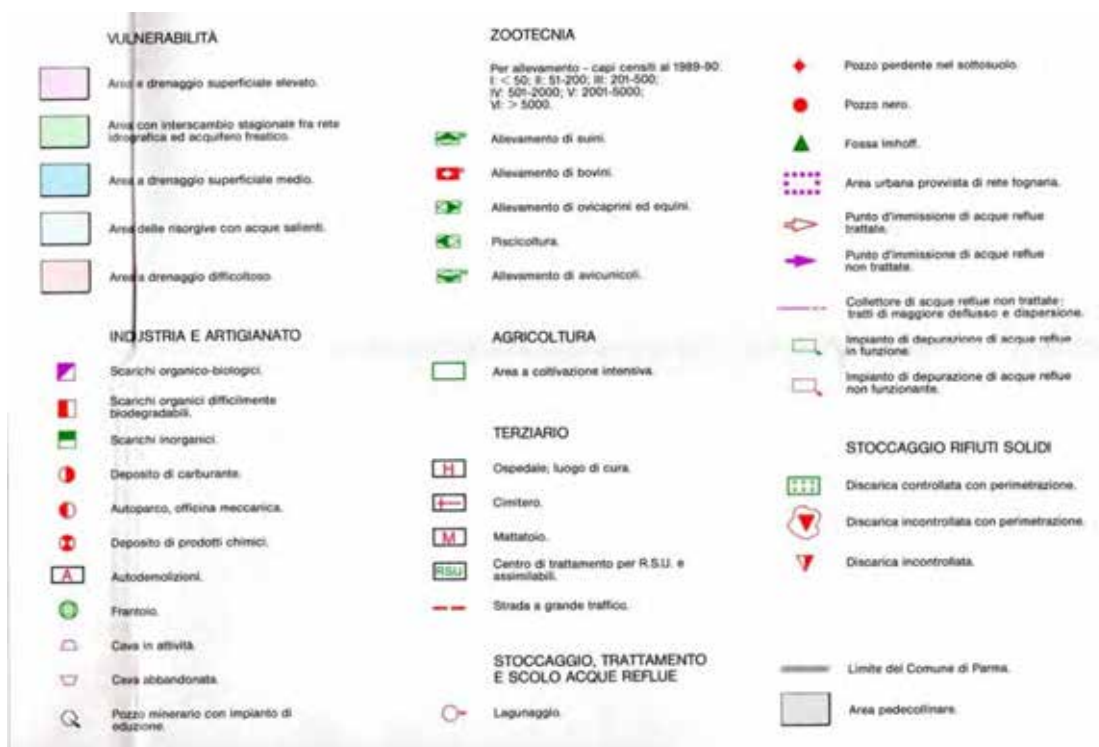 VULNERABILITÀ
Area a drenaggio superficiale elevato.
Area con interscambio stagionale fra rete
idrografica ed acquifero freatico.
Area a drenaggio superficiale medio.
Area delle risorgive con acque salienti.
Area a drenaggio difficoltoso.
INDUSTRIA E ARTIGIANATO
Scarichi organico-biologici.
Scarichi organici difficilmente
biodegradabili.
Scarichi inorganici.
Deposito di carburante.
Autoparco, officina meccanica.
Deposito di prodotti chimici.
A
Autodemolizioni.
Frantoio.
Cava in attività.
Cava abbandonata.
Pozzo minerario con impianto di
eduzione.
ZOOTECNIA
Per allevamento - capi censiti al 1989-90:
I: < 50; II: 51-200; III: 201-500;
IV: 501-2000; V: 2001-5000;
VI: > 5000.
Allevamento di suini.
Allevamento di bovini.
Allevamento di ovicaprini ed equini.
Piscicoltura.
Allevamento di avicunicoli.
AGRICOLTURA
Area a coltivazione intensiva.
TERZIARIO
H
Ospedale; luogo di cura.
Cimitero.
M
Mattatoio.
RSU
Centro di trattamento per R.S.U. e
assimilabili.
Strada a grande traffico.
STOCCAGGIO, TRATTAMENTO
E SCOLO ACQUE REFLUE
Lagunaggio.
Pozzo perdente nel sottosuolo.
Pozzo nero.
Fossa Imhoff.
Area urbana provvista di rete fognaria.
Punto d'immissione di acque reflue
trattate.
Punto d'immissione di acque reflue
non trattate.
Collettore di acque reflue non trattate:
tratti di maggiore deflusso e dispersione.
Impianto di depurazione di acque reflue
in funzione.
Impianto di depurazione di acque reflue
non funzionante.
STOCCAGGIO RIFIUTI SOLIDI
Discarica controllata con perimetrazione.
Discarica incontrollata con perimetrazione.
Discarica incontrollata.
Limite del Comune di Parma.
Area pedecollinare.